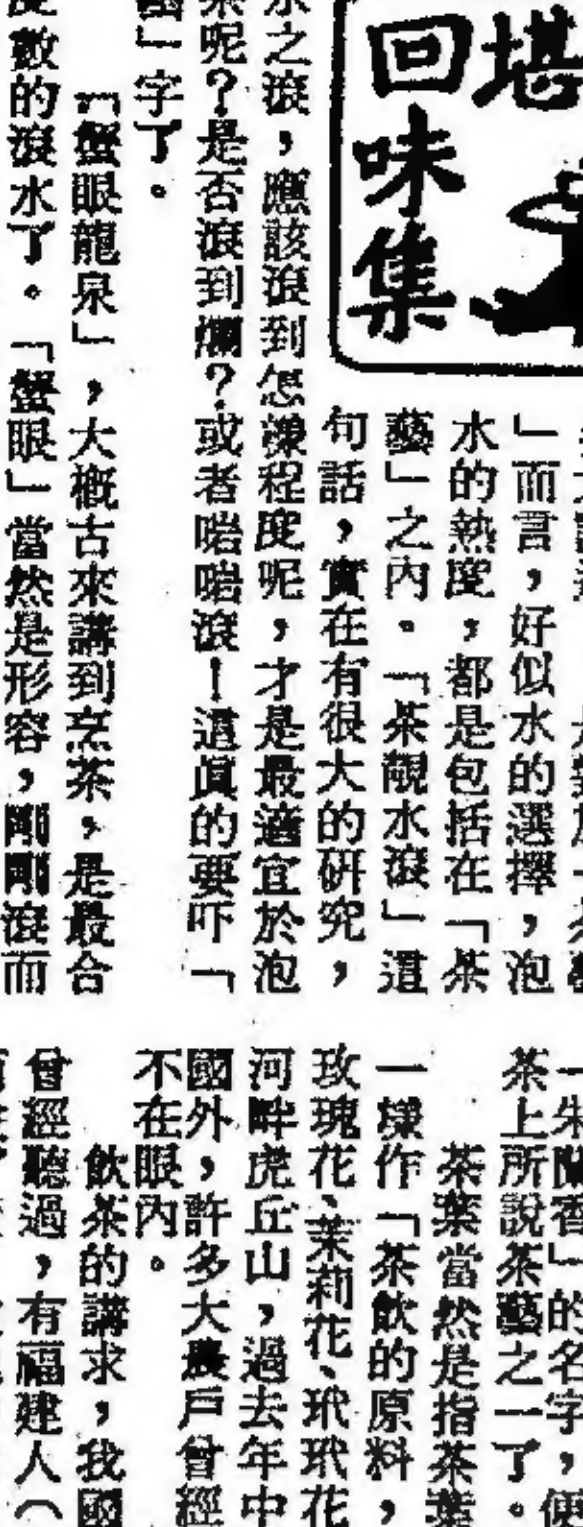 堪
回味集
」而言，好似水的選擇，泡
水的熱度，都是包括在「茶
藝」之內。「茶靚水滾」這
句話，實在有很大的研究，
水之滾，應該滾到怎樣程度呢，才是最適宜於泡
茶呢？是否滾到爛？或者啱啱滾！這眞的要吓「
」字了。
「蟹眼龍泉」，大概古來講到烹茶，是最合
度數的滾水了。「蟹眼」當然是形容，剛剛滾而
一朱蘭香」的名字，便
茶上所說茶藝之一了。
茶葉當然是指茶葉
一樣作「茶飲的原料，
玫瑰花、茉莉花、玳玳花
河畔虎丘山，過去年中
國外，許多大農戶曾經
不在眼內。
飲茶的講求，我國
曾經聽過，有福建人（